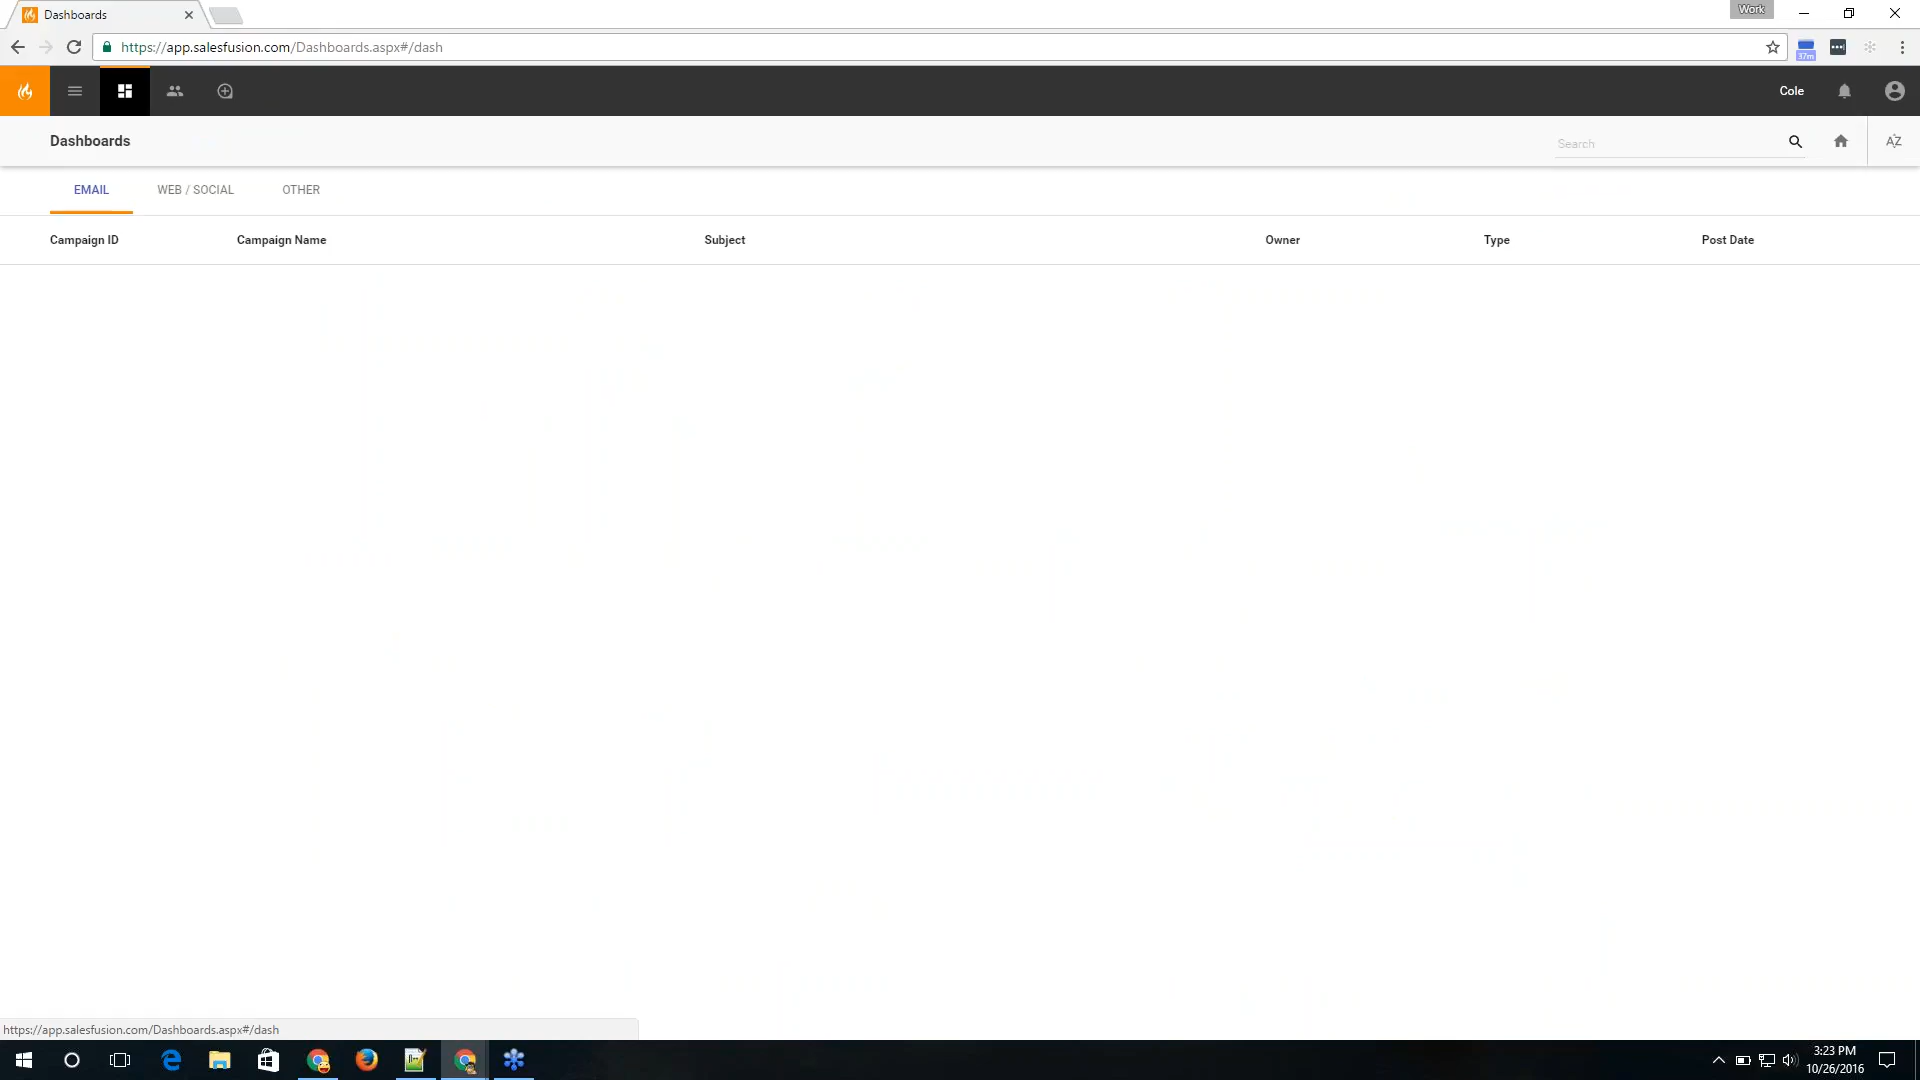 Dashboards
Work
https://app.salesfusion.com/Dashboards.aspx#/dash
37m
Cole
Dashboards
Search
AZ
EMAIL WEB / SOCIAL OTHER
Campaign ID Campaign Name Subject Owner Type Post Date
https://app.salesfusion.com/Dashboards.aspx#/dash
3:23 PM
10/26/2016